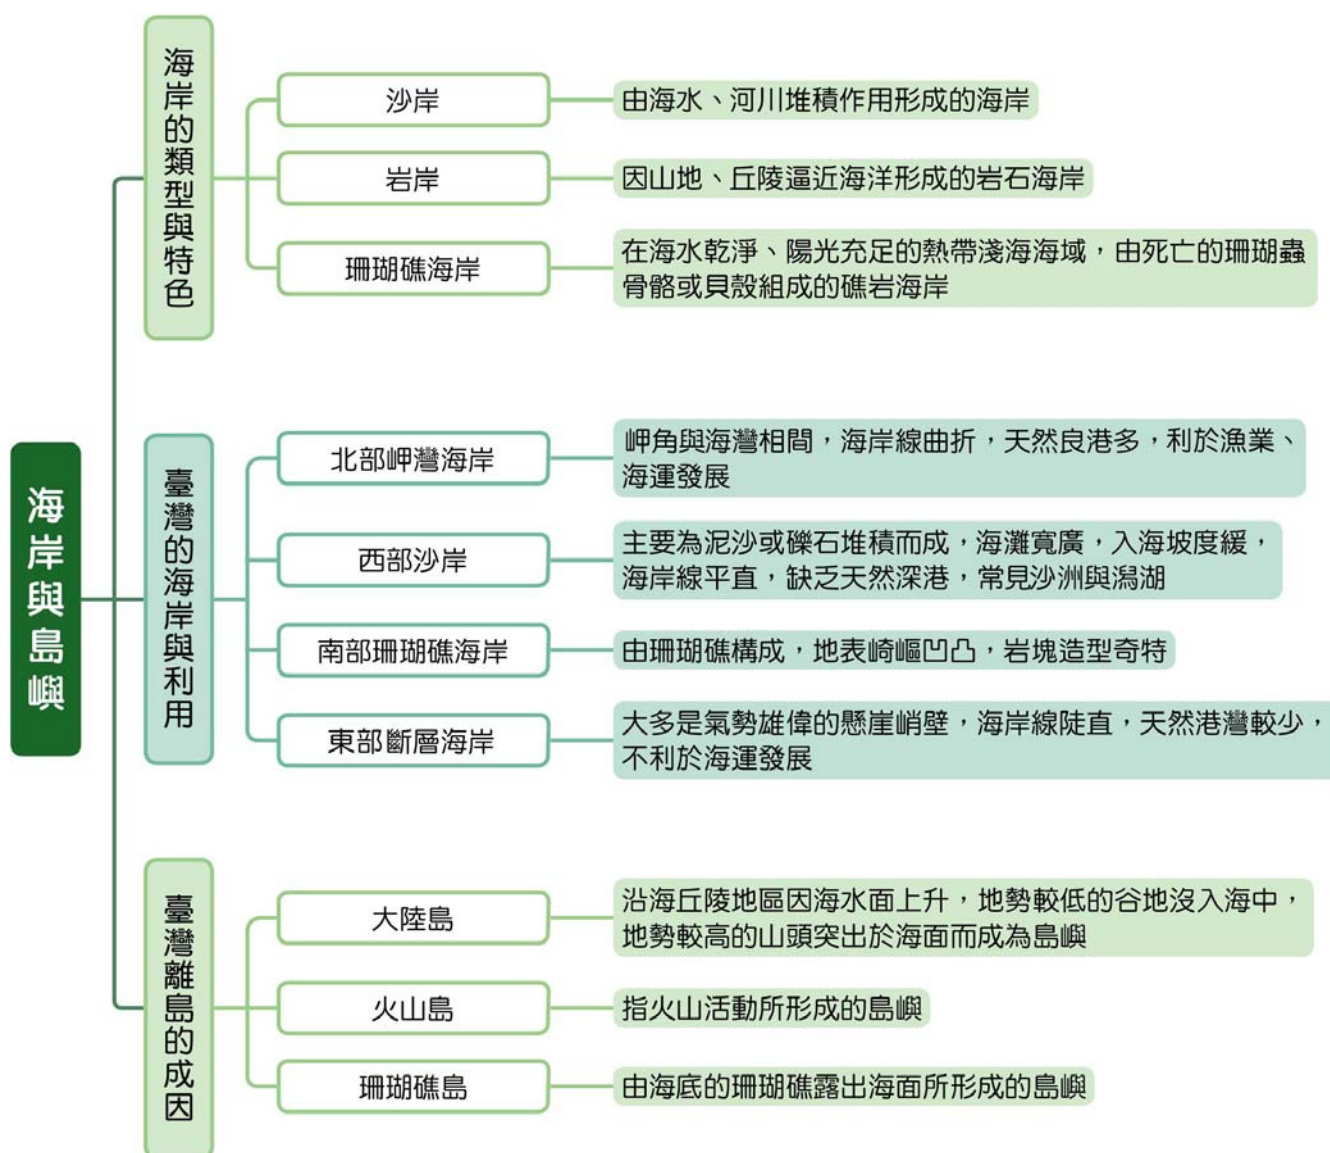 海岸與島嶼
海岸的類型與特色
沙岸
由海水、河川堆積作用形成的海岸
岩岸
因山地、丘陵逼近海洋形成的岩石海岸
珊瑚礁海岸
在海水乾淨、陽光充足的熱帶淺海海域，由死亡的珊瑚蟲
骨骼或貝殼組成的礁岩海岸
臺灣的海岸與利用
北部岬灣海岸
岬角與海灣相間，海岸線曲折，天然良港多，利於漁業、
海運發展
西部沙岸
主要為泥沙或礫石堆積而成，海灘寬廣，入海坡度緩，
海岸線平直，缺乏天然深港，常見沙洲與潟湖
南部珊瑚礁海岸
由珊瑚礁構成，地表崎嶇凹凸，岩塊造型奇特
東部斷層海岸
大多是氣勢雄偉的懸崖峭壁，海岸線陡直，天然港灣較少，
不利於海運發展
臺灣離島的成因
大陸島
沿海丘陵地區因海水面上升，地勢較低的谷地沒入海中，
地勢較高的山頭突出於海面而成為島嶼
火山島
指火山活動所形成的島嶼
珊瑚礁島
由海底的珊瑚礁露出海面所形成的島嶼